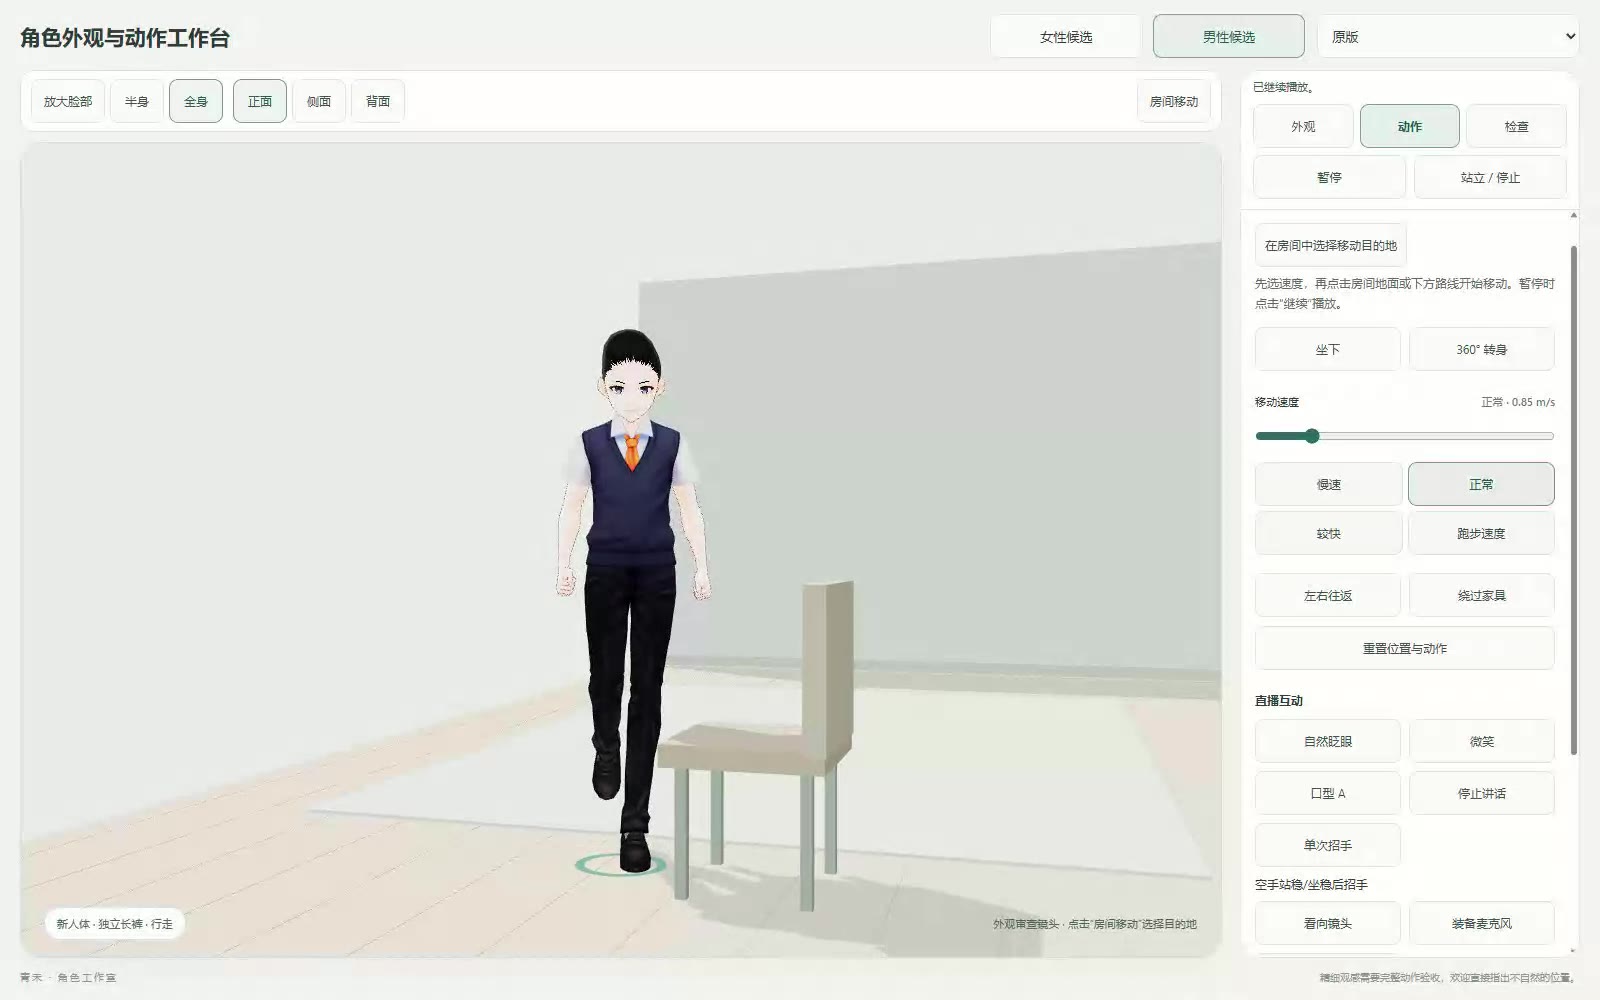 角色外观与动作工作台
女性候选
男性候选
原版
放大脸部
半身
全身
正面
侧面
背面
房间移动
已继续播放。
外观
动作
检查
暂停
站立 / 停止
在房间中选择移动目的地
先选速度，再点击房间地面或下方路线开始移动。暂停时
点击“继续”播放。
坐下
360° 转身
移动速度
正常 · 0.85 m/s
慢速
正常
较快
跑步速度
左右往返
绕过家具
重置位置与动作
直播互动
自然眨眼
微笑
口型 A
停止讲话
单次招手
空手站稳/坐稳后招手
看向镜头
装备麦克风
新人体 · 独立长裤 · 行走
外观审查镜头 · 点击“房间移动”选择目的地
青禾 · 角色工作室
精细观感需要完整动作验收，欢迎直接指出不自然的位置。